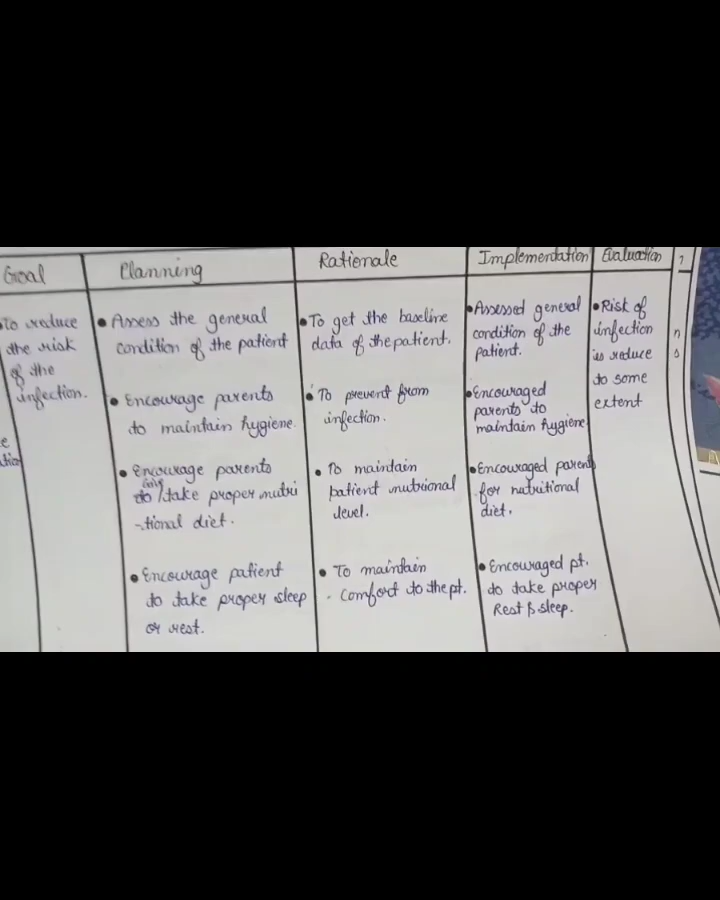 Goal
To reduce
the risk
of the
infection.
e
tion
Planning
• Assess the general
condition of the patient
• Encourage parents
to maintain hygiene.
• Encourage parents
to / take proper nutri
-tional diet.
• Encourage patient
to take proper sleep
or rest.
Rationale
• To get the baseline
data of the patient.
• To prevent from
infection.
• To maintain
patient nutrional
level.
• To maintain
comfort to the pt.
Implementation
• Assessed general
condition of the
patient.
• Encouraged
parents to
maintain hygiene
• Encouraged parents
for nutritional
diet.
• Encouraged pt.
to take proper
Rest & sleep.
Evaluation
• Risk of
infection
is reduce
to some
extent